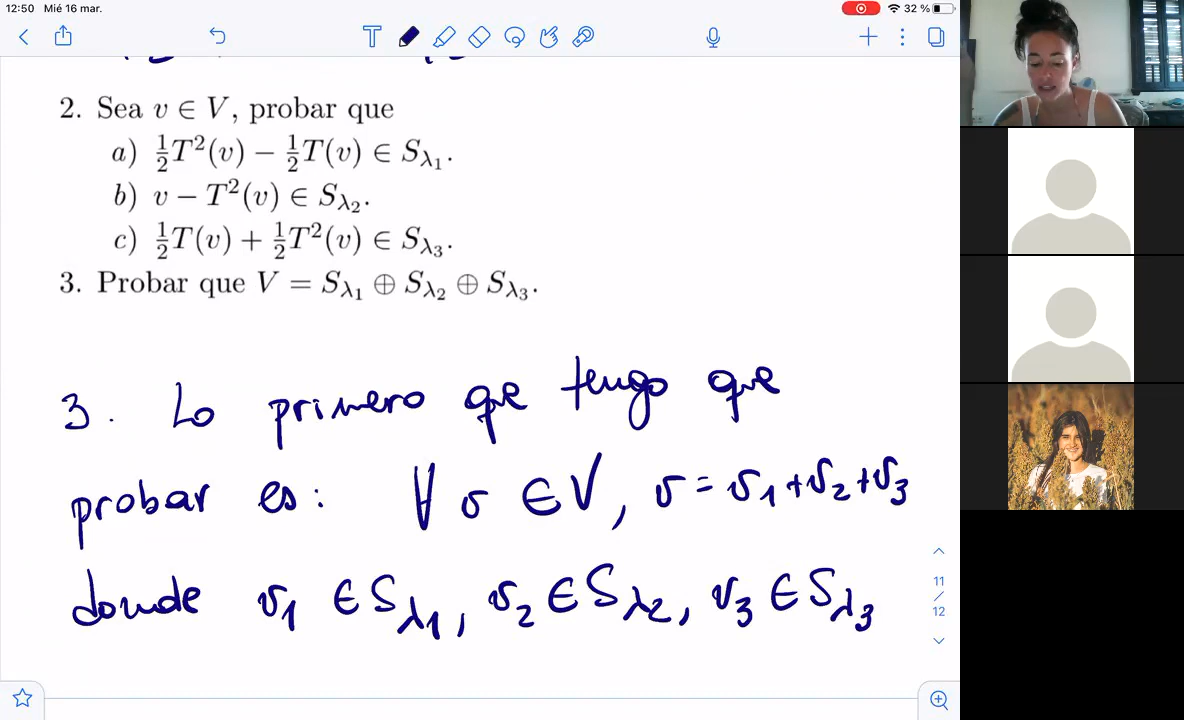 12:50 Mié 16 mar.
32 %
2. Sea v ∈ V, probar que
a) ½T²(v) − ½T(v) ∈ S_λ₁.
b) v − T²(v) ∈ S_λ₂.
c) ½T(v) + ½T²(v) ∈ S_λ₃.
3. Probar que V = S_λ₁ ⊕ S_λ₂ ⊕ S_λ₃.
3. Lo primero que tengo que
probar es: ∀ v ∈ V, v = v₁ + v₂ + v₃
donde v₁ ∈ S_λ₁, v₂ ∈ S_λ₂, v₃ ∈ S_λ₃
11
/
12